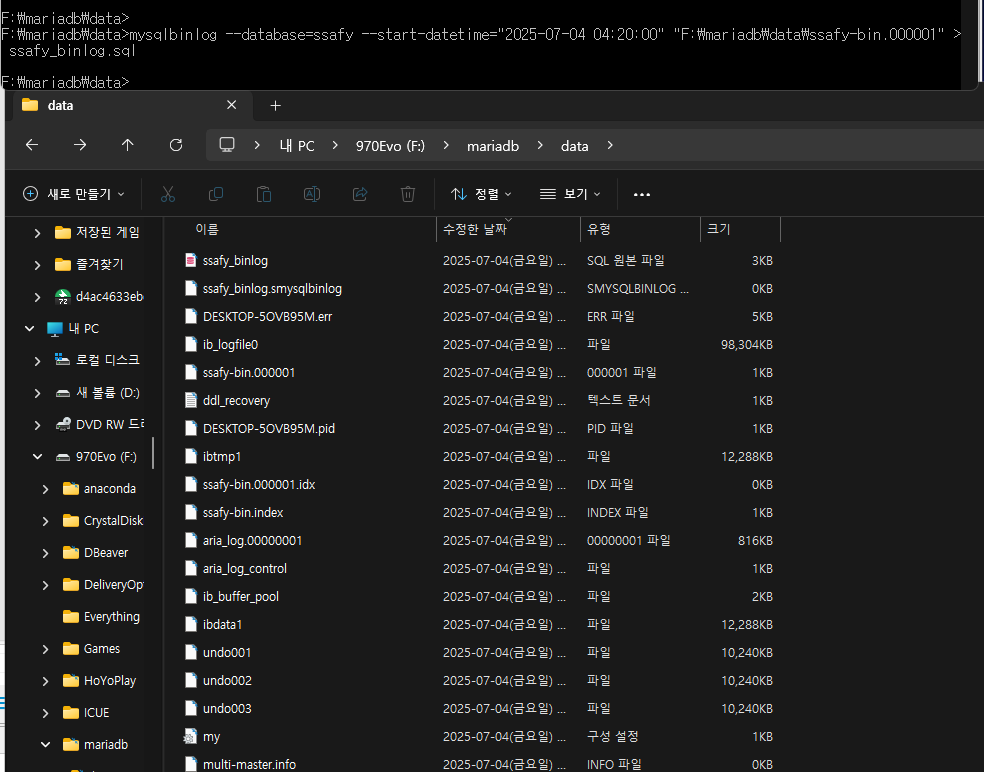 F:\mariadb\data>
F:\mariadb\data>mysqlbinlog --database=ssafy --start-datetime="2025-07-04 04:20:00" "F:\mariadb\data\ssafy-bin.000001" >
ssafy_binlog.sql
F:\mariadb\data>
data
내 PC > 970Evo (F:) > mariadb > data >
새로 만들기 정렬 보기 ...
이름 수정한 날짜 유형 크기
저장된 게임
즐겨찾기
d4ac4633eb
내 PC
로컬 디스크
새 볼륨 (D:)
DVD RW 드
970Evo (F:)
anaconda
CrystalDisk
DBeaver
DeliveryOp
Everything
Games
HoYoPlay
ICUE
mariadb
ssafy_binlog 2025-07-04(금요일) ... SQL 원본 파일 3KB
ssafy_binlog.smysqlbinlog 2025-07-04(금요일) ... SMYSQLBINLOG ... 0KB
DESKTOP-5OVB95M.err 2025-07-04(금요일) ... ERR 파일 5KB
ib_logfile0 2025-07-04(금요일) ... 파일 98,304KB
ssafy-bin.000001 2025-07-04(금요일) ... 000001 파일 1KB
ddl_recovery 2025-07-04(금요일) ... 텍스트 문서 1KB
DESKTOP-5OVB95M.pid 2025-07-04(금요일) ... PID 파일 1KB
ibtmp1 2025-07-04(금요일) ... 파일 12,288KB
ssafy-bin.000001.idx 2025-07-04(금요일) ... IDX 파일 0KB
ssafy-bin.index 2025-07-04(금요일) ... INDEX 파일 1KB
aria_log.00000001 2025-07-04(금요일) ... 00000001 파일 816KB
aria_log_control 2025-07-04(금요일) ... 파일 1KB
ib_buffer_pool 2025-07-04(금요일) ... 파일 2KB
ibdata1 2025-07-04(금요일) ... 파일 12,288KB
undo001 2025-07-04(금요일) ... 파일 10,240KB
undo002 2025-07-04(금요일) ... 파일 10,240KB
undo003 2025-07-04(금요일) ... 파일 10,240KB
my 2025-07-04(금요일) ... 구성 설정 1KB
multi-master.info 2025-07-04(금요일) ... INFO 파일 0KB